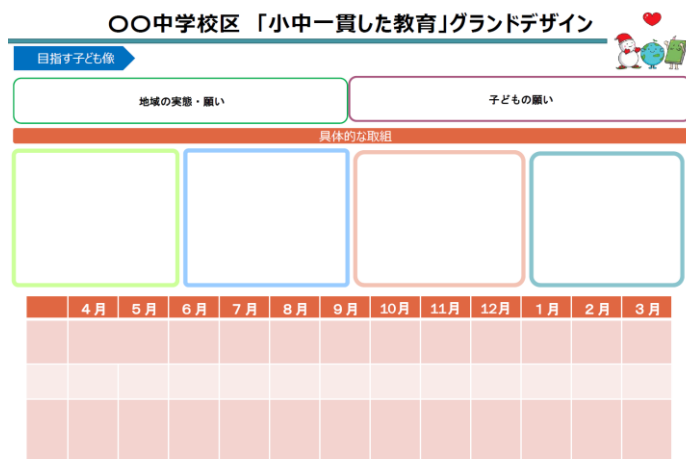 〇〇中学校区 「小中一貫した教育」グランドデザイン
目指す子ども像
地域の実態・願い
子どもの願い
具体的な取組
4月 5月 6月 7月 8月 9月 10月 11月 12月 1月 2月 3月